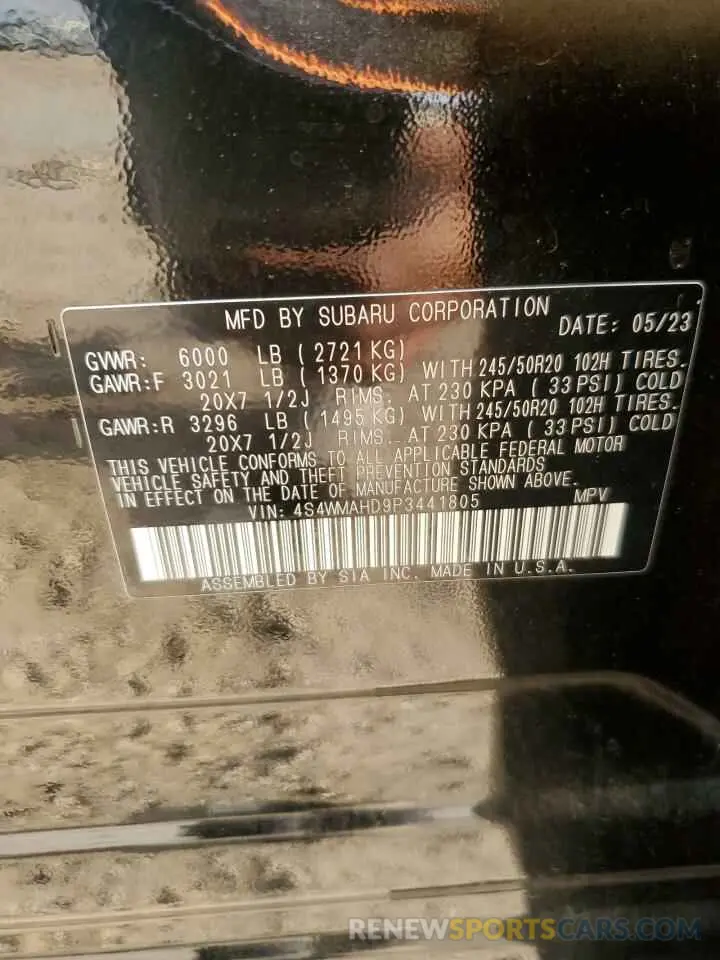 MFD BY SUBARU CORPORATION
DATE: 05/23
GVWR: 6000 LB ( 2721 KG)
GAWR:F 3021 LB ( 1370 KG) WITH 245/50R20 102H TIRES.
20X7 1/2J RIMS. AT 230 KPA ( 33 PSI) COLD
GAWR:R 3296 LB ( 1495 KG) WITH 245/50R20 102H TIRES.
20X7 1/2J RIMS. AT 230 KPA ( 33 PSI) COLD
THIS VEHICLE CONFORMS TO ALL APPLICABLE FEDERAL MOTOR
VEHICLE SAFETY AND THEFT PREVENTION STANDARDS
IN EFFECT ON THE DATE OF MANUFACTURE SHOWN ABOVE.
VIN: 4S4WMAHD9P3441805 MPV
ASSEMBLED BY SIA INC. MADE IN U.S.A.
RENEWSPORTSCARS.COM